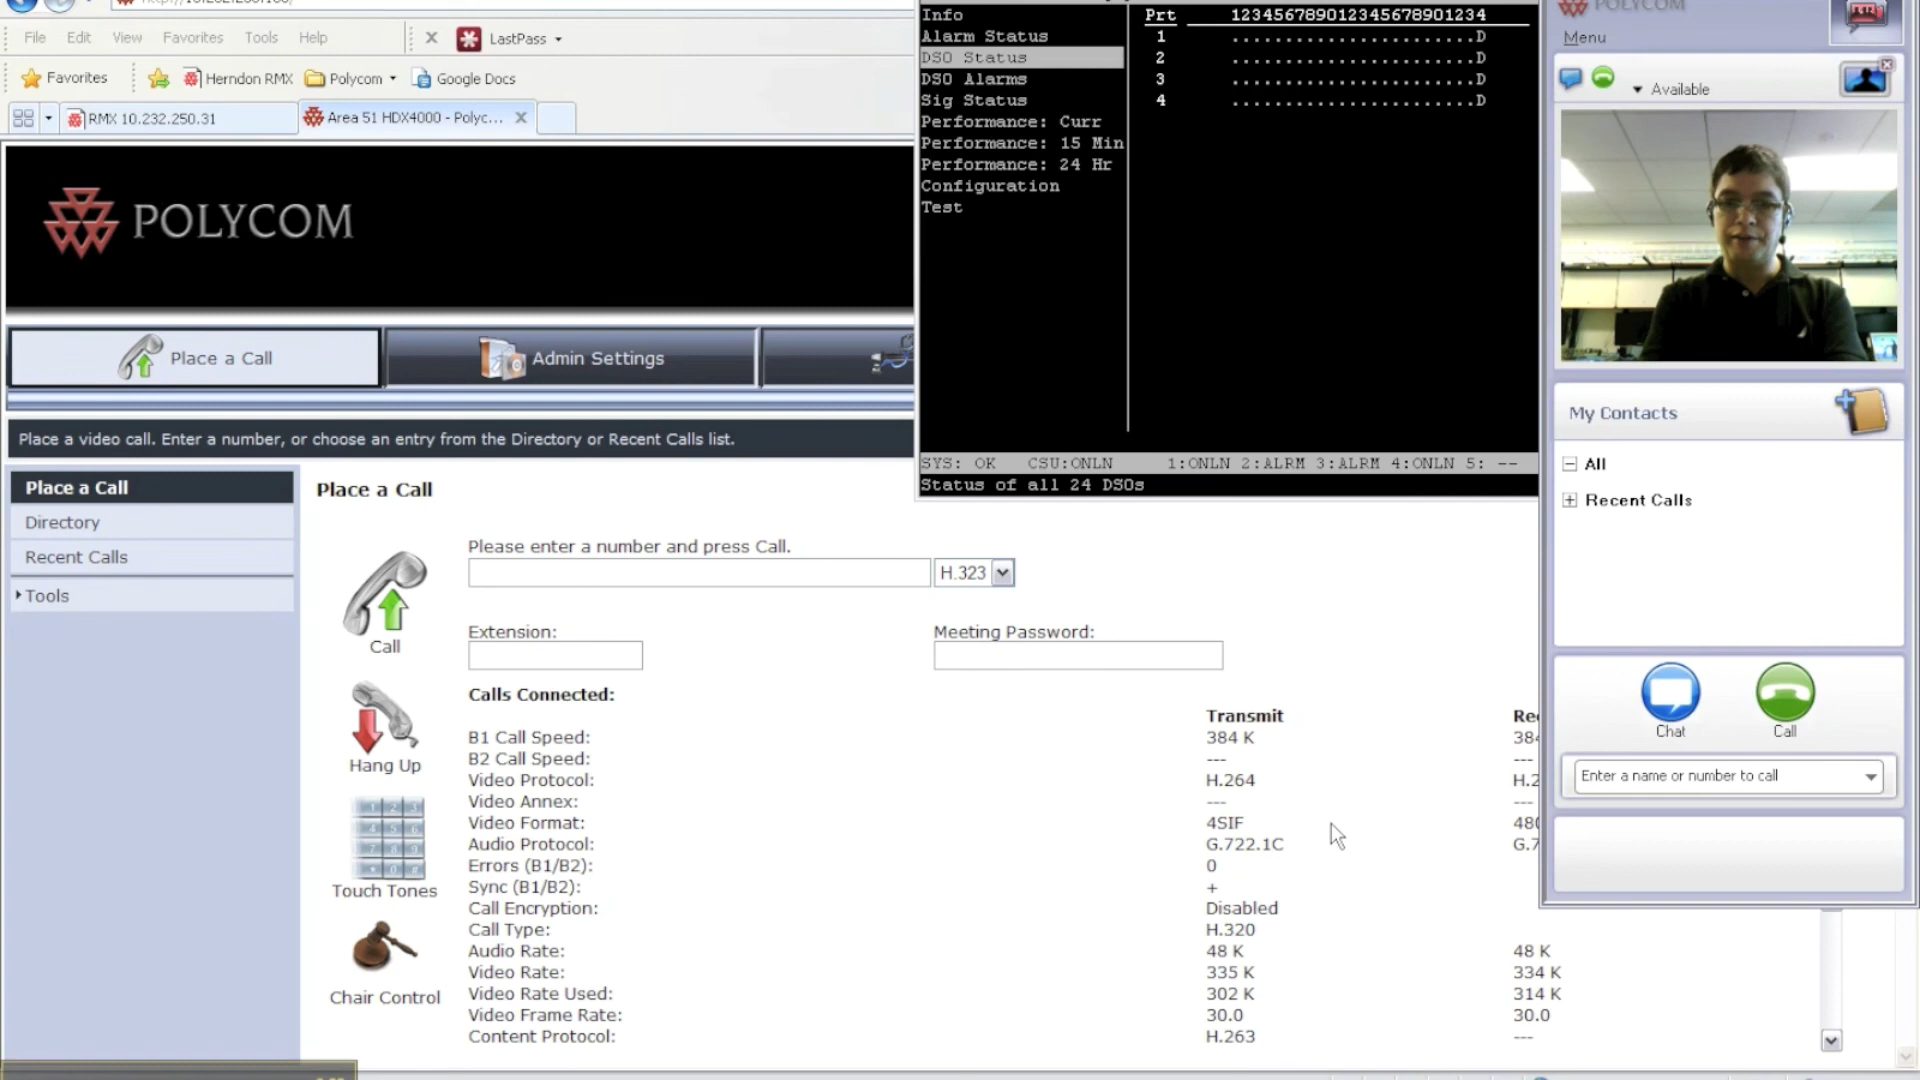 File Edit View Favorites Tools Help
LastPass
Favorites Herndon RMX Polycom Google Docs
RMX 10.232.250.31 Area 51 HDX4000 - Polyc...
POLYCOM
Place a Call Admin Settings
Place a video call. Enter a number, or choose an entry from the Directory or Recent Calls list.
Place a Call
Directory
Recent Calls
Tools
Place a Call
Please enter a number and press Call.
H.323
Call
Extension: Meeting Password:
Hang Up
Touch Tones
Chair Control
Calls Connected:
Transmit
B1 Call Speed: 384 K 384
B2 Call Speed: --- ---
Video Protocol: H.264 H.2
Video Annex: --- ---
Video Format: 4SIF 480
Audio Protocol: G.722.1C G.7
Errors (B1/B2): 0
Sync (B1/B2): +
Call Encryption: Disabled
Call Type: H.320
Audio Rate: 48 K 48 K
Video Rate: 335 K 334 K
Video Rate Used: 302 K 314 K
Video Frame Rate: 30.0 30.0
Content Protocol: H.263 ---
Info
Alarm Status
DSO Status
DSO Alarms
Sig Status
Performance: Curr
Performance: 15 Min
Performance: 24 Hr
Configuration
Test
Prt 123456789012345678901234
1 .......................D
2 .......................D
3 .......................D
4 .......................D
SYS: OK CSU:ONLN 1:ONLN 2:ALRM 3:ALRM 4:ONLN 5: --
Status of all 24 DSOs
POLYCOM
Menu
Available
My Contacts
All
Recent Calls
Chat Call
Enter a name or number to call